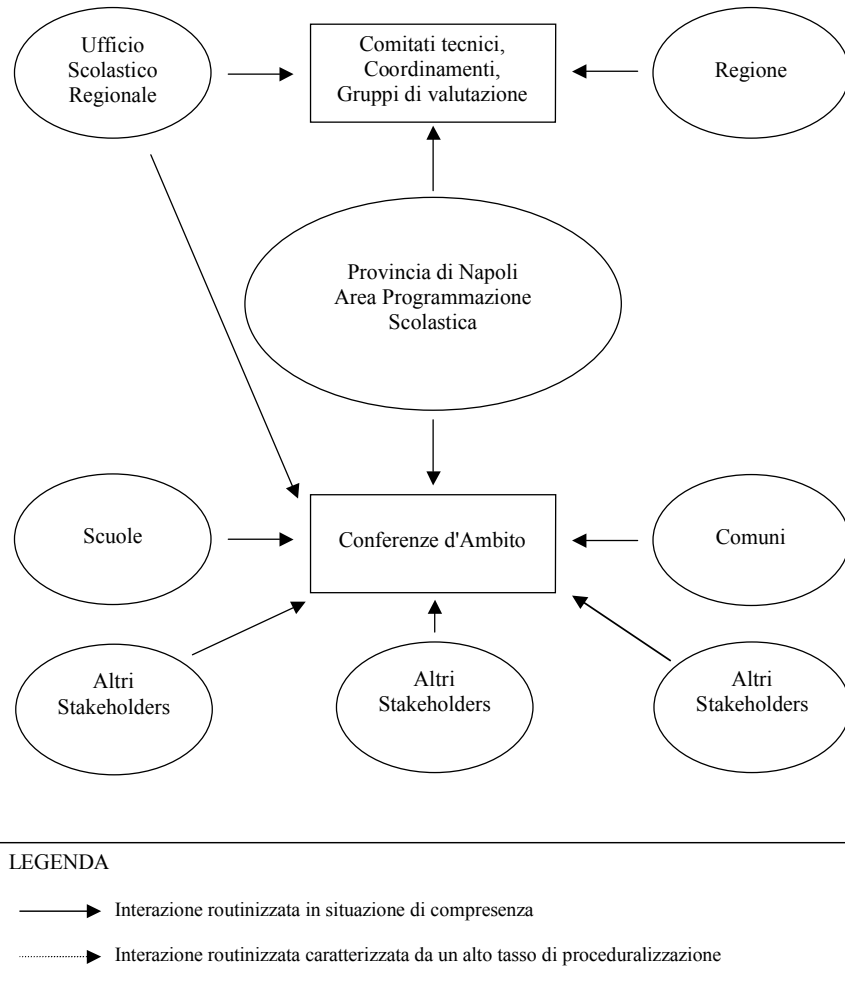 Ufficio
Scolastico
Regionale
Comitati tecnici,
Coordinamenti,
Gruppi di valutazione
Regione
Provincia di Napoli
Area Programmazione
Scolastica
Scuole
Conferenze d'Ambito
Comuni
Altri
Stakeholders
Altri
Stakeholders
Altri
Stakeholders
LEGENDA
Interazione routinizzata in situazione di compresenza
Interazione routinizzata caratterizzata da un alto tasso di proceduralizzazione